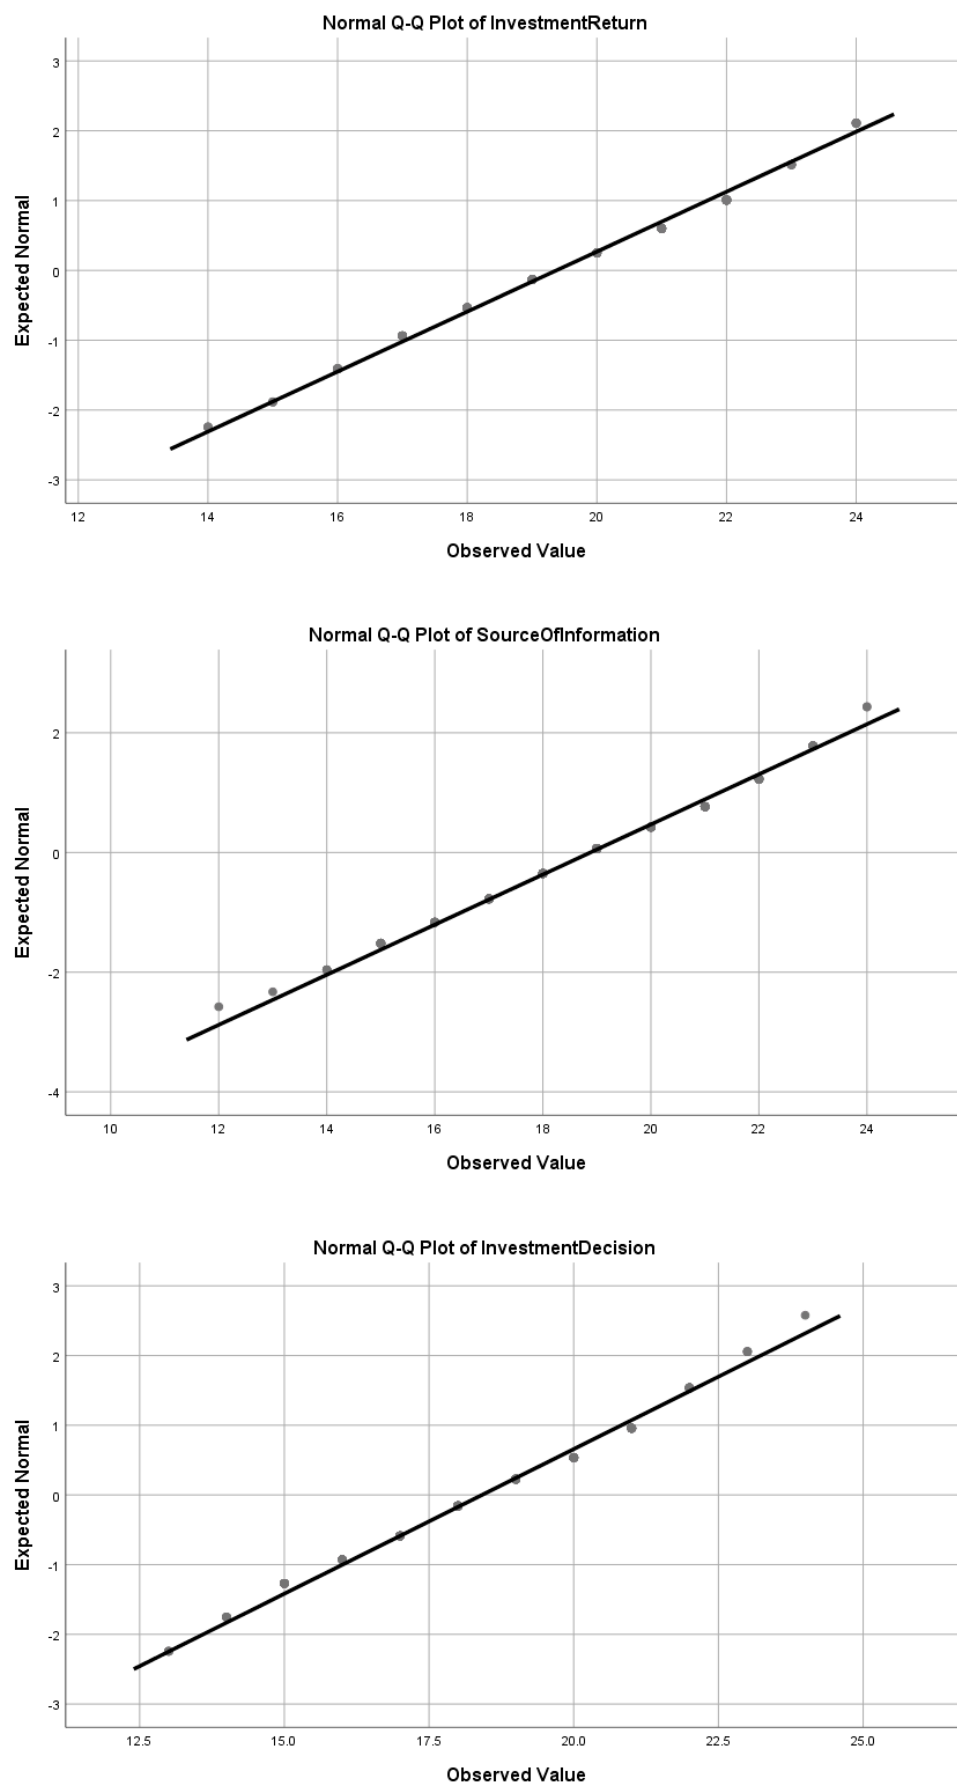 Normal Q-Q Plot of InvestmentReturn
3
2
1
0
-1
-2
-3
Expected Normal
12 14 16 18 20 22 24
Observed Value
Normal Q-Q Plot of SourceOfInformation
2
0
-2
-4
Expected Normal
10 12 14 16 18 20 22 24
Observed Value
Normal Q-Q Plot of InvestmentDecision
3
2
1
0
-1
-2
-3
Expected Normal
12.5 15.0 17.5 20.0 22.5 25.0
Observed Value